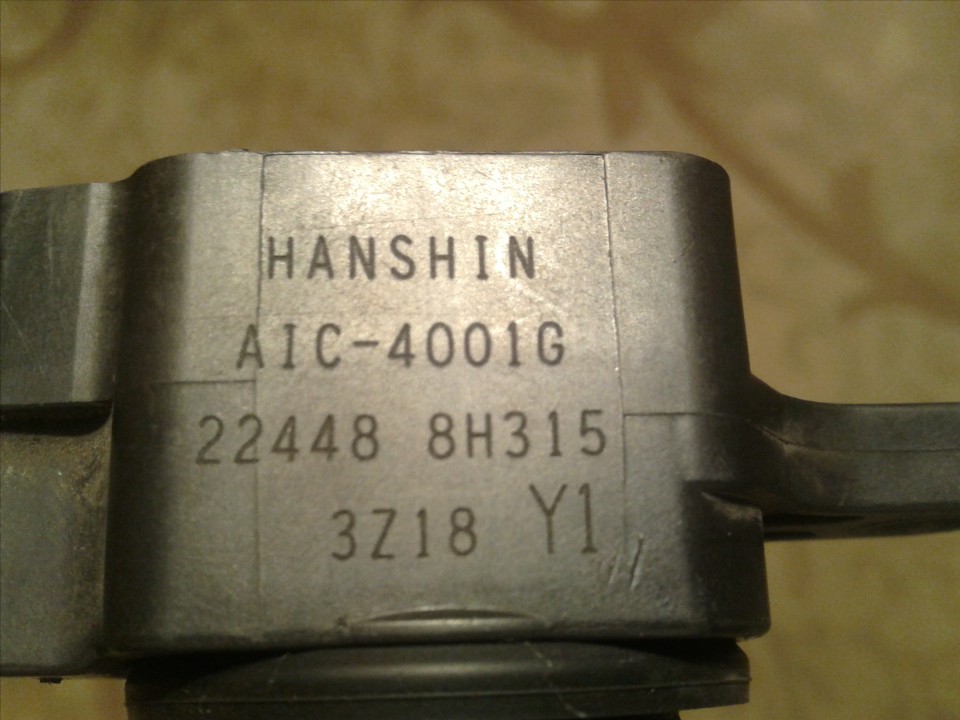 HANSHIN
AIC-4001G
22448 8H315
3Z18 Y1